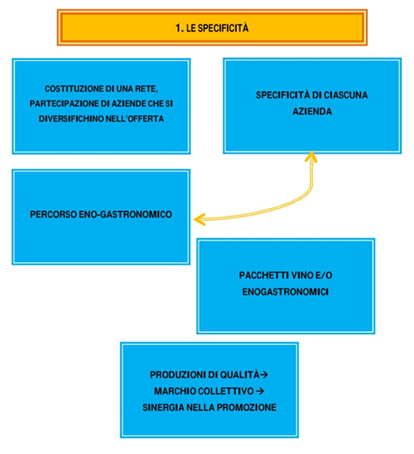 1. LE SPECIFICITÀ
COSTITUZIONE DI UNA RETE,
PARTECIPAZIONE DI AZIENDE CHE SI
DIVERSIFICHINO NELL'OFFERTA
SPECIFICITÀ DI CIASCUNA
AZIENDA
PERCORSO ENO-GASTRONOMICO
PACCHETTI VINO E/O
ENOGASTRONOMICI
PRODUZIONI DI QUALITÀ→
MARCHIO COLLETTIVO →
SINERGIA NELLA PROMOZIONE